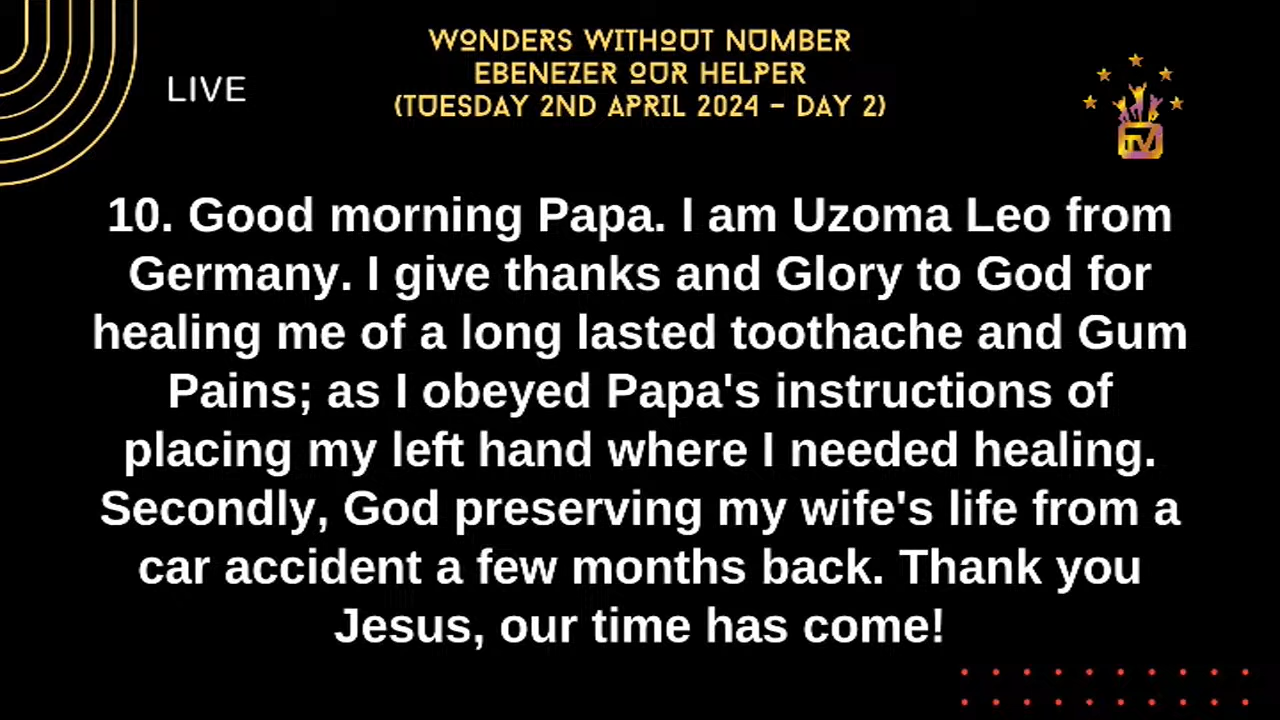 WONDERS WITHOUT NUMBER
EBENEZER OUR HELPER
(TUESDAY 2ND APRIL 2024 - DAY 2)
LIVE
TV
10. Good morning Papa. I am Uzoma Leo from
Germany. I give thanks and Glory to God for
healing me of a long lasted toothache and Gum
Pains; as I obeyed Papa's instructions of
placing my left hand where I needed healing.
Secondly, God preserving my wife's life from a
car accident a few months back. Thank you
Jesus, our time has come!